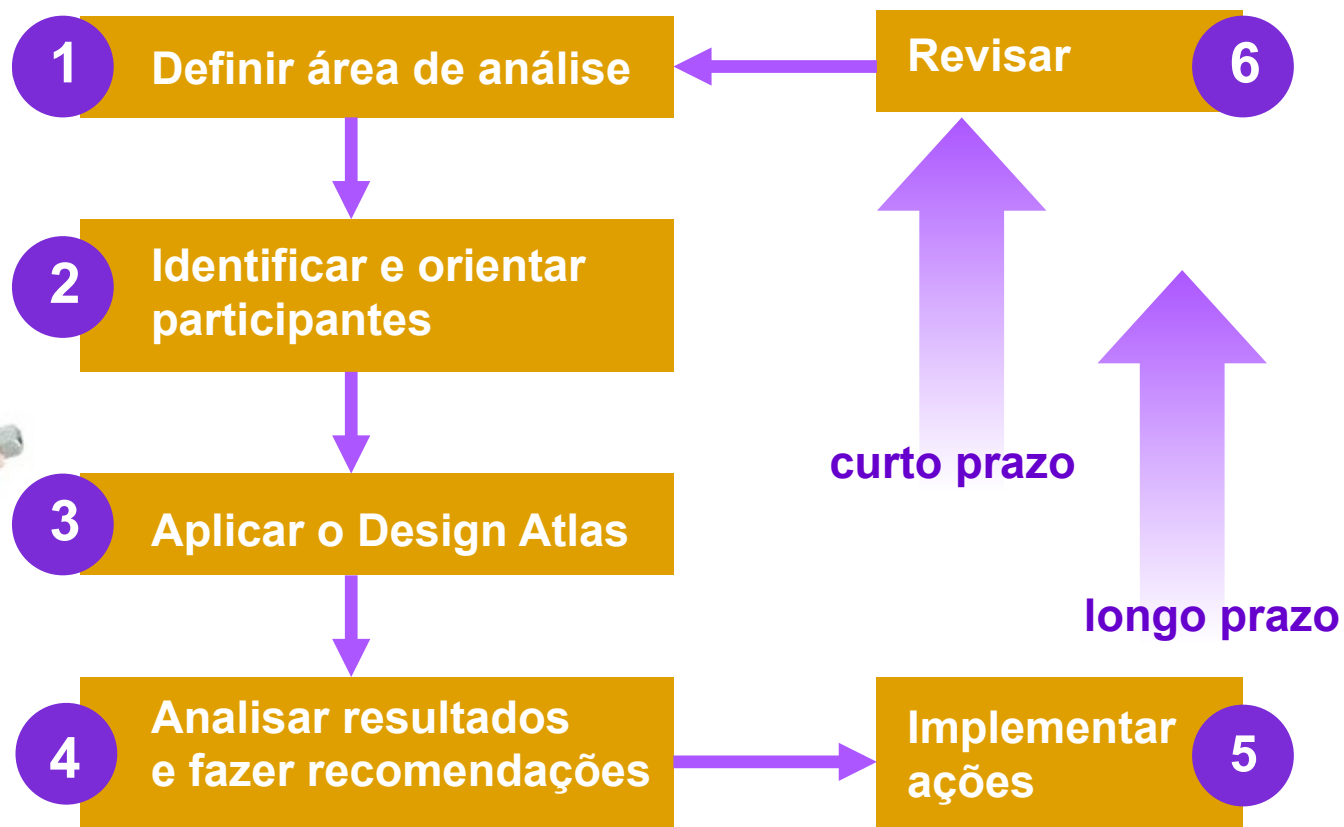 1
Definir área de análise
2
Identificar e orientar
participantes
3
Aplicar o Design Atlas
4
Analisar resultados
e fazer recomendações
Implementar
ações
5
longo prazo
curto prazo
Revisar
6